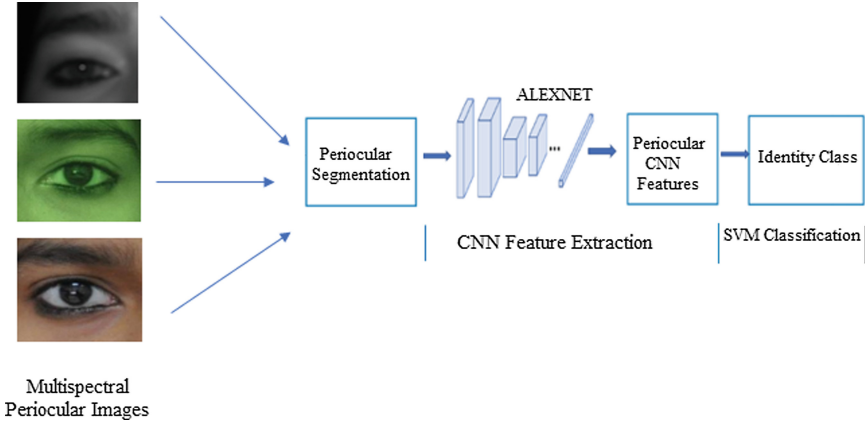 ALEXNET
Periocular
Segmentation
...
Periocular
CNN
Features
Identity Class
CNN Feature Extraction
SVM Classification
Multispectral
Periocular Images